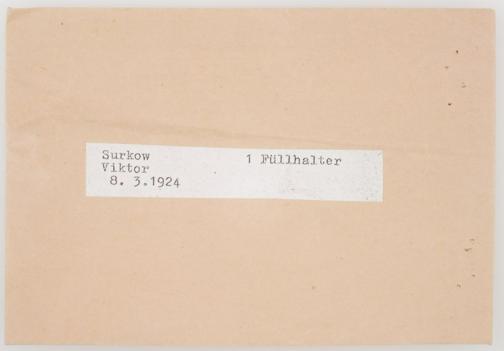 Surkow 1 Füllhalter
Viktor
8. 3.1924